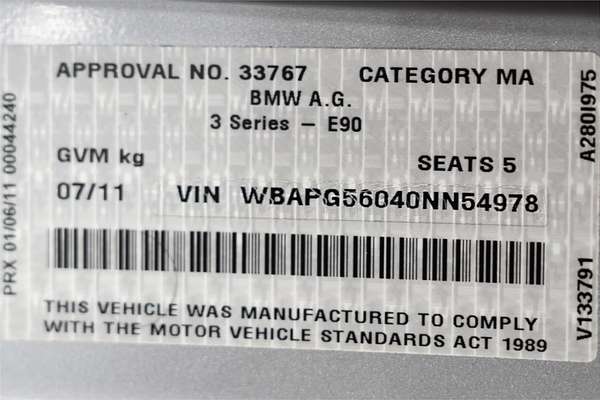 APPROVAL NO. 33767 CATEGORY MA
BMW A.G.
3 Series – E90
GVM kg SEATS 5
07/11 VIN WBAPG56040NN54978
THIS VEHICLE WAS MANUFACTURED TO COMPLY
WITH THE MOTOR VEHICLE STANDARDS ACT 1989
PRX 01/06/11 00044240
A280I975
V133791